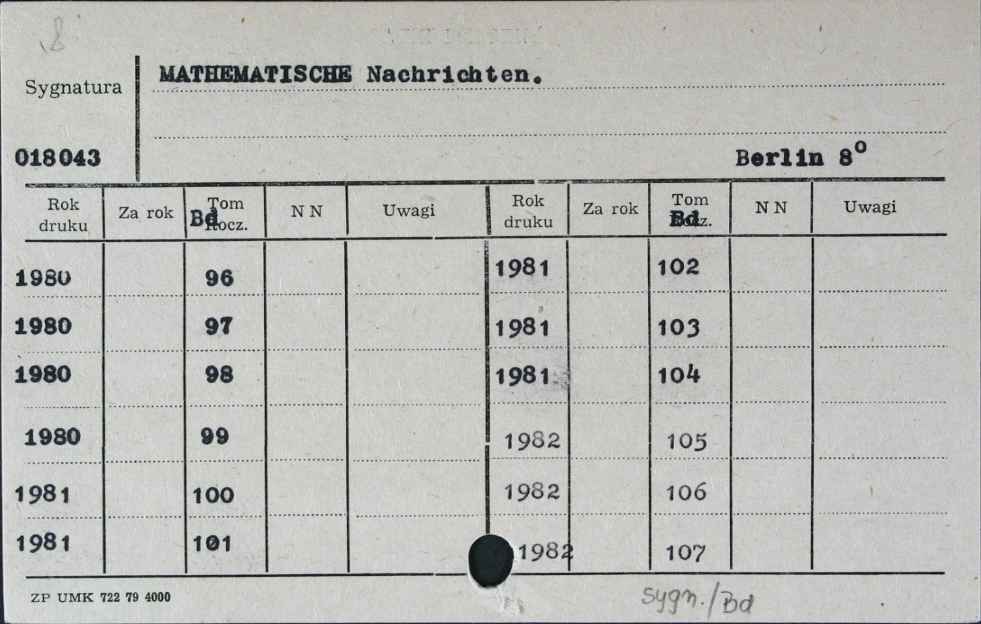 8
MATHEMATISCHE Nachrichten.
Sygnatura
018043
Berlin 8°
Rok druku Za rok Tom Bd Rocz. N N Uwagi Rok druku Za rok Tom Bd Rocz. N N Uwagi
1980 96 1981 102
1980 97 1981 103
1980 98 1981 104
1980 99 1982 105
1981 100 1982 106
1981 101 1982 107
ZP UMK 722 79 4000
sygn./Bd